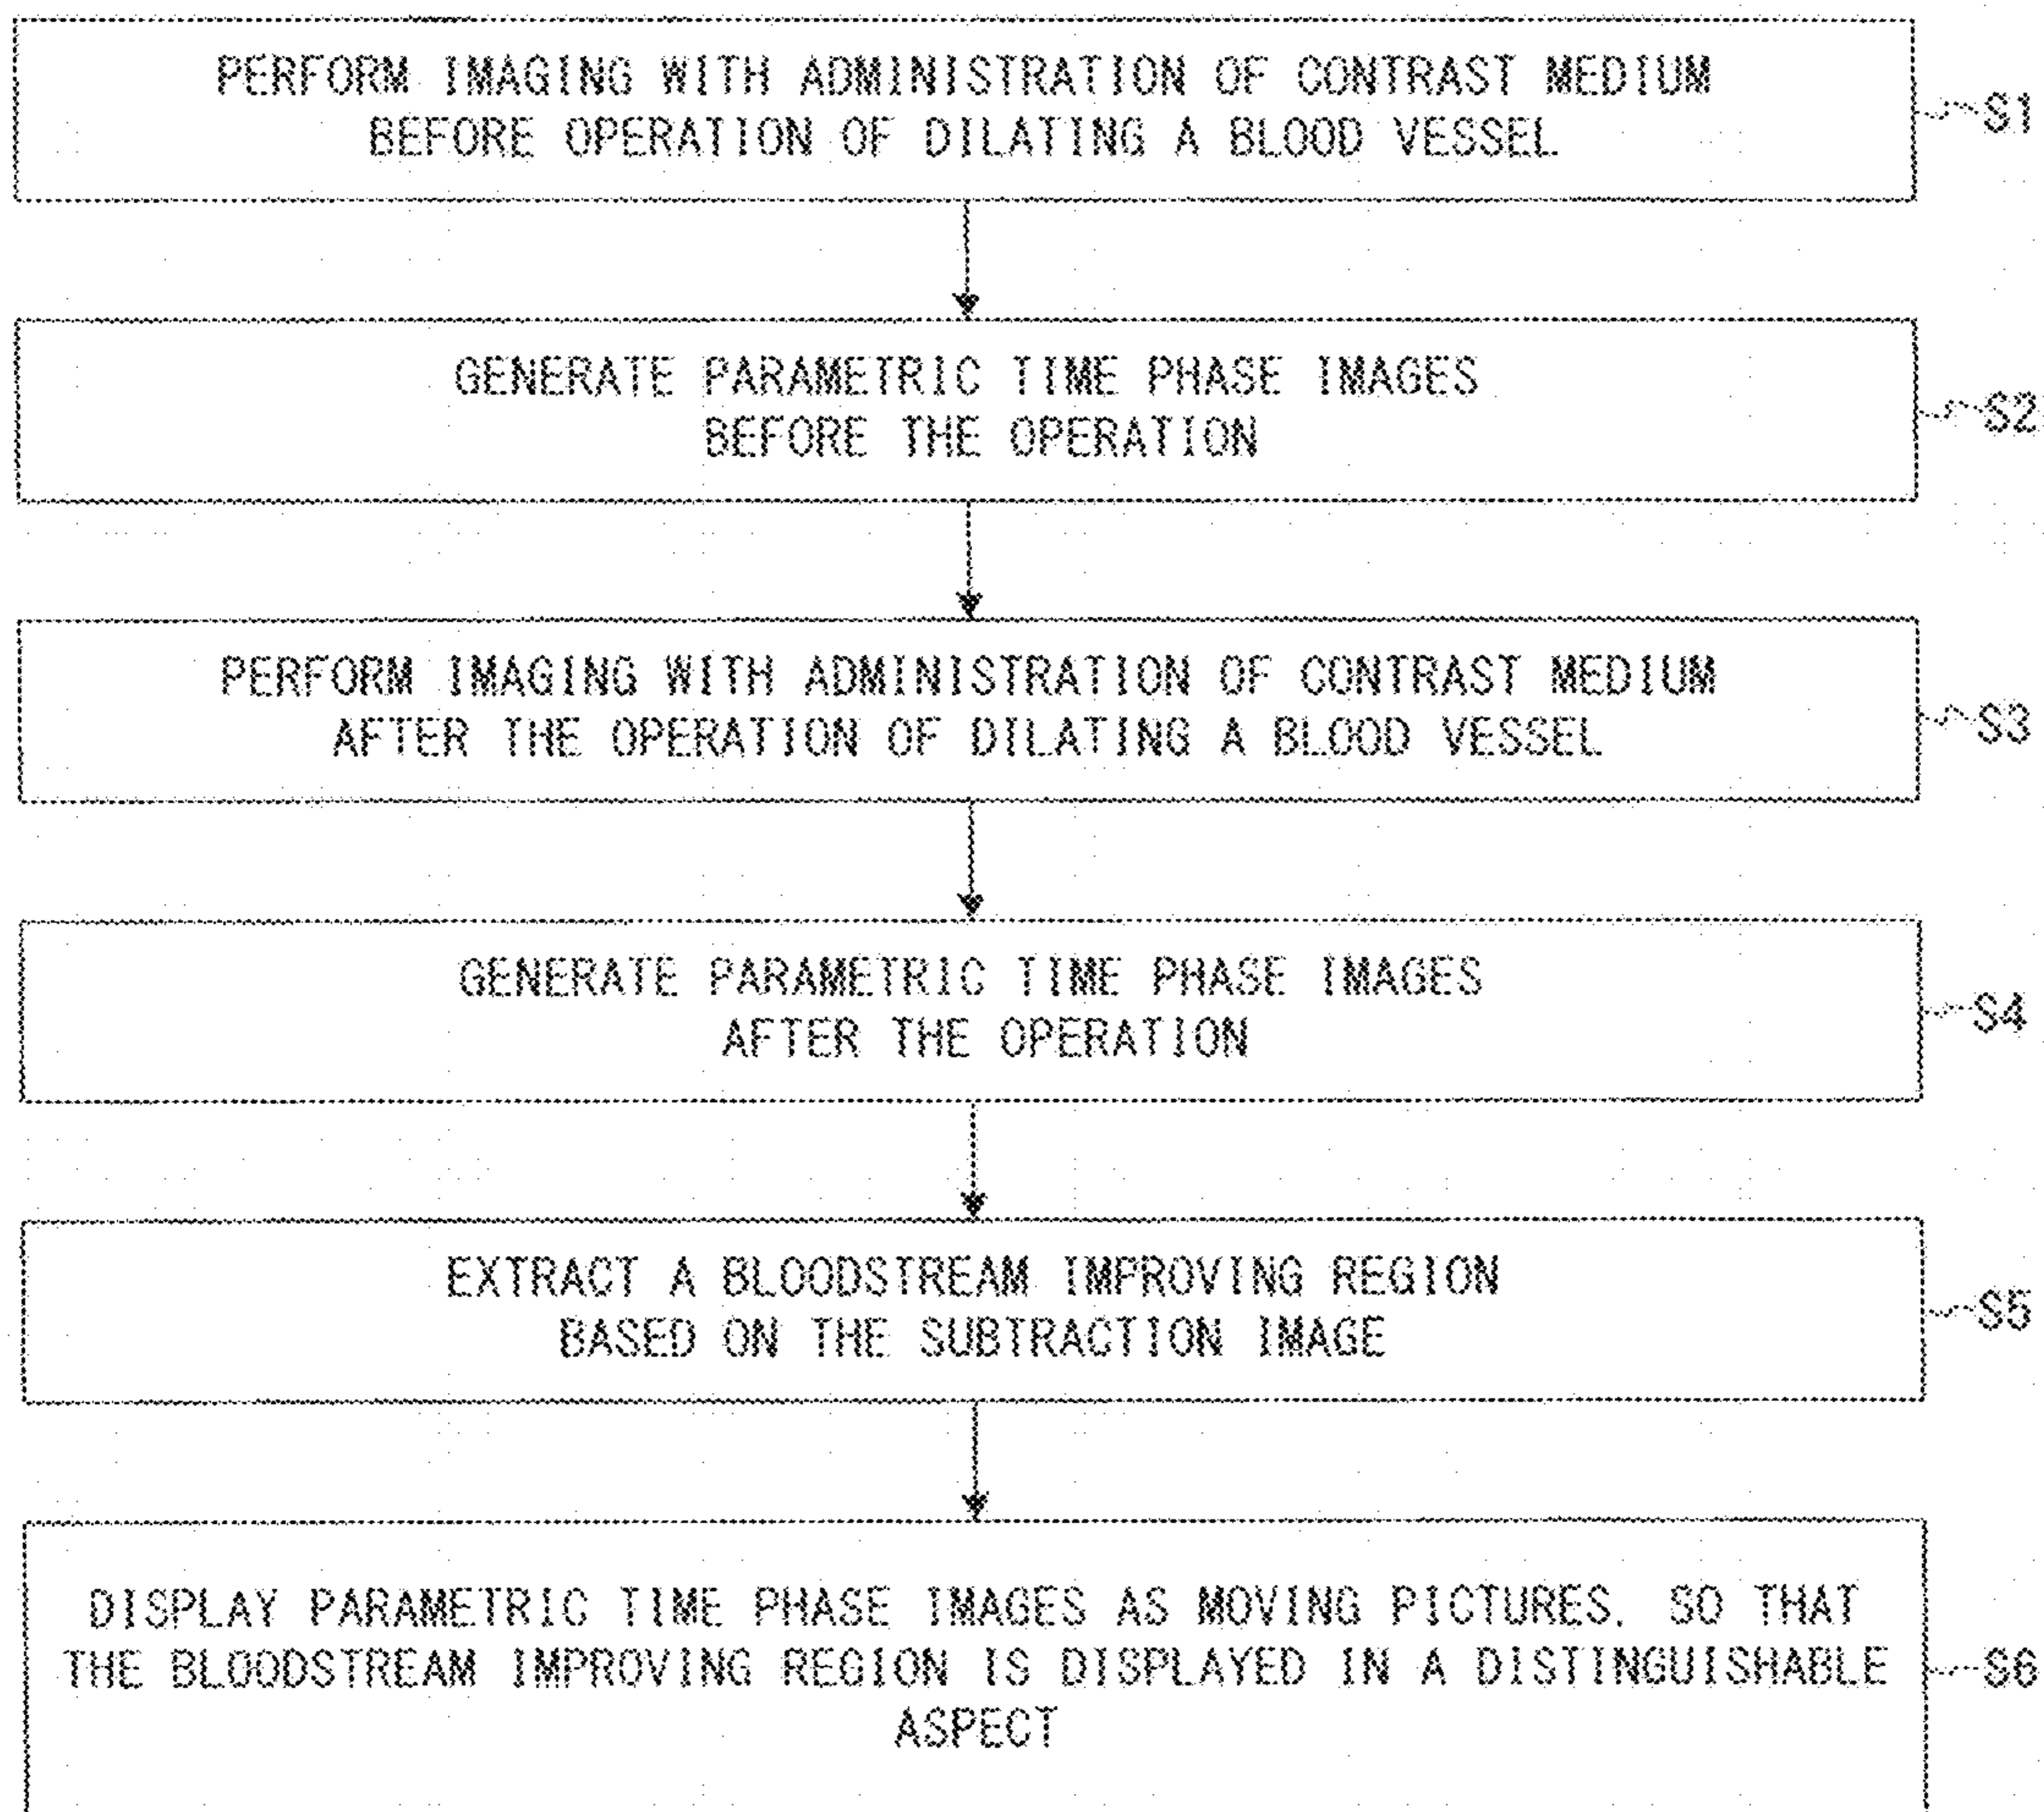 PERFORM IMAGING WITH ADMINISTRATION OF CONTRAST MEDIUM
BEFORE OPERATION OF DILATING A BLOOD VESSEL
S1
GENERATE PARAMETRIC TIME PHASE IMAGES
BEFORE THE OPERATION
S2
PERFORM IMAGING WITH ADMINISTRATION OF CONTRAST MEDIUM
AFTER THE OPERATION OF DILATING A BLOOD VESSEL
S3
GENERATE PARAMETRIC TIME PHASE IMAGES
AFTER THE OPERATION
S4
EXTRACT A BLOODSTREAM IMPROVING REGION
BASED ON THE SUBTRACTION IMAGE
S5
DISPLAY PARAMETRIC TIME PHASE IMAGES AS MOVING PICTURES, SO THAT
THE BLOODSTREAM IMPROVING REGION IS DISPLAYED IN A DISTINGUISHABLE
ASPECT
S6